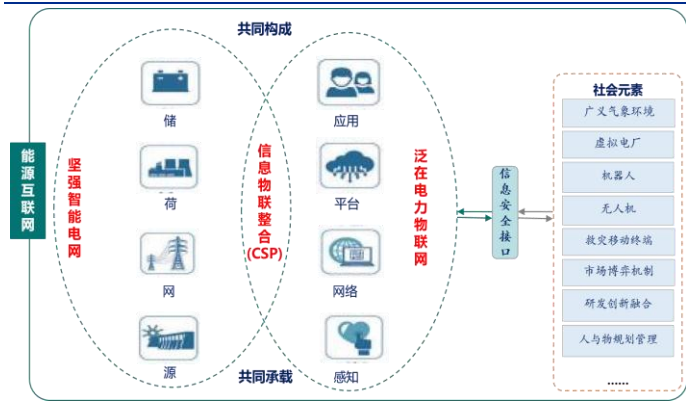 共同构成
能源互联网
坚强智能电网
储
荷
网
源
信息物联整合
(CSP)
应用
平台
网络
感知
泛在电力物联网
共同承载
信息安全接口
社会元素
广义气象环境
虚拟电厂
机器人
无人机
救灾移动终端
市场博弈机制
研发创新融合
人与物规划管理
……